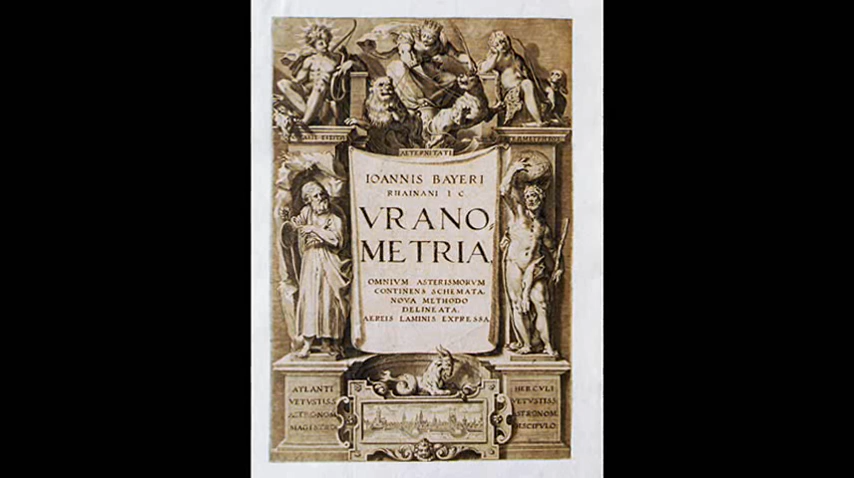 AETERNITATI
IOANNIS BAYERI
RHAINANI I C
VRANO,
METRIA,
OMNIVM ASTERISMORVM
CONTINENS SCHEMATA,
NOVA METHODO
DELINEATA,
AEREIS LAMINIS EXPRESSA.
ATLANTI
VETVSTISS
ASTRONOM
MAGISTRO
HERCVLI
VETVSTISS
ASTRONOM
DISCIPVLO